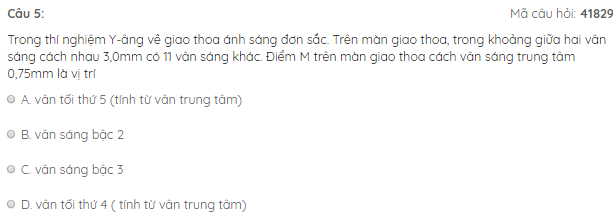 Câu 5: Mã câu hỏi: 41829
Trong thí nghiệm Y-âng về giao thoa ánh sáng đơn sắc. Trên màn giao thoa, trong khoảng giữa hai vân
sáng cách nhau 3,0mm có 11 vân sáng khác. Điểm M trên màn giao thoa cách vân sáng trung tâm
0,75mm là vị trí
A. vân tối thứ 5 (tính từ vân trung tâm)
B. vân sáng bậc 2
C. vân sáng bậc 3
D. vân tối thứ 4 ( tính từ vân trung tâm)